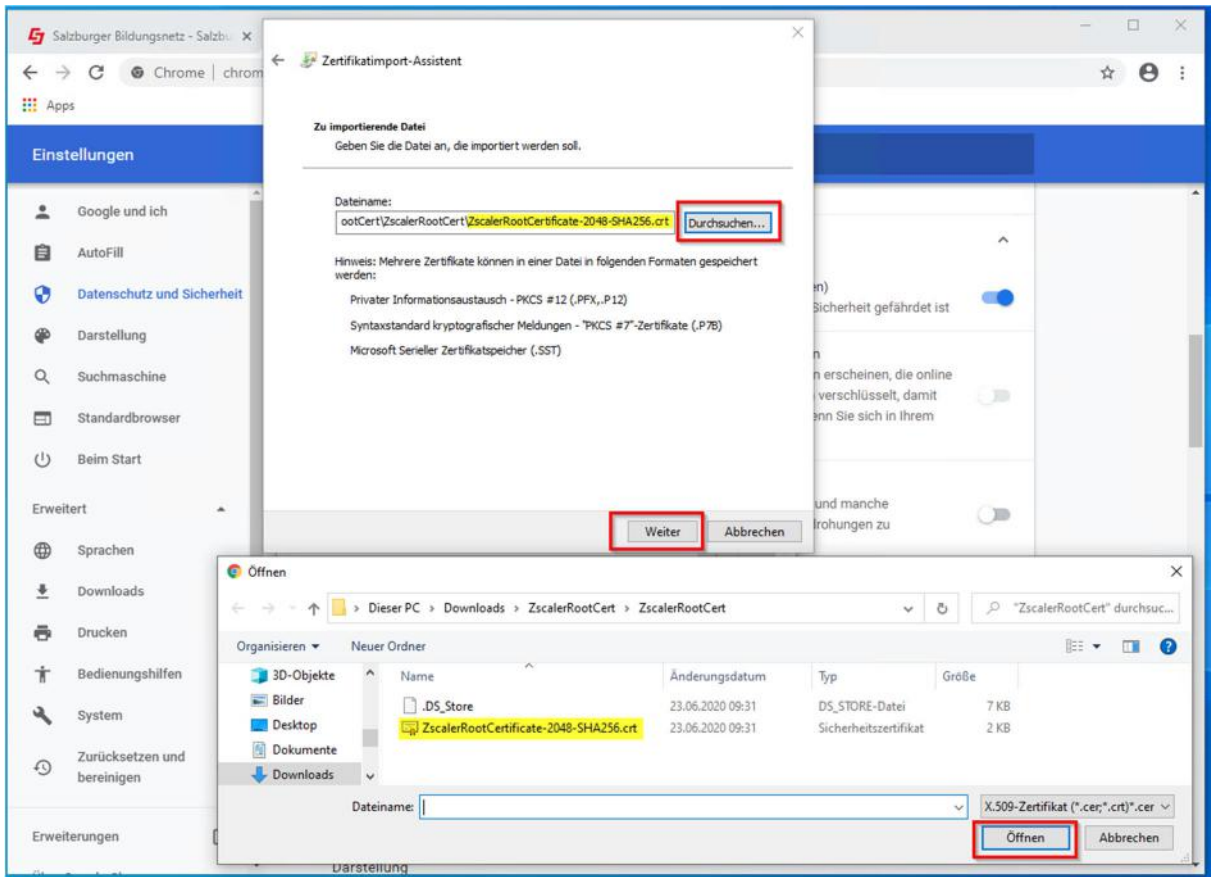 Salzburger Bildungsnetz - Salzbu
Chrome | chrom
Apps
Einstellungen
Google und ich
AutoFill
Datenschutz und Sicherheit
Darstellung
Suchmaschine
Standardbrowser
Beim Start
Erweitert
Sprachen
Downloads
Drucken
Bedienungshilfen
System
Zurücksetzen und
bereinigen
Erweiterungen
Zertifikatimport-Assistent
Zu importierende Datei
Geben Sie die Datei an, die importiert werden soll.
Dateiname:
ootCert\ZscalerRootCert\ZscalerRootCertificate-2048-SHA256.crt
Durchsuchen...
Hinweis: Mehrere Zertifikate können in einer Datei in folgenden Formaten gespeichert
werden:
Privater Informationsaustausch - PKCS #12 (.PFX,.P12)
Syntaxstandard kryptografischer Meldungen - "PKCS #7"-Zertifikate (.P7B)
Microsoft Serieller Zertifikatspeicher (.SST)
Weiter Abbrechen
en)
Sicherheit gefährdet ist
n
n erscheinen, die online
verschlüsselt, damit
enn Sie sich in Ihrem
und manche
drohungen zu
Öffnen
Dieser PC > Downloads > ZscalerRootCert > ZscalerRootCert
"ZscalerRootCert" durchsuc...
Organisieren Neuer Ordner
3D-Objekte
Bilder
Desktop
Dokumente
Downloads
Name Änderungsdatum Typ Größe
.DS_Store 23.06.2020 09:31 DS_STORE-Datei 7 KB
ZscalerRootCertificate-2048-SHA256.crt 23.06.2020 09:31 Sicherheitszertifikat 2 KB
Dateiname: X.509-Zertifikat (*.cer;*.crt)*.cer
Öffnen Abbrechen
Darstellung